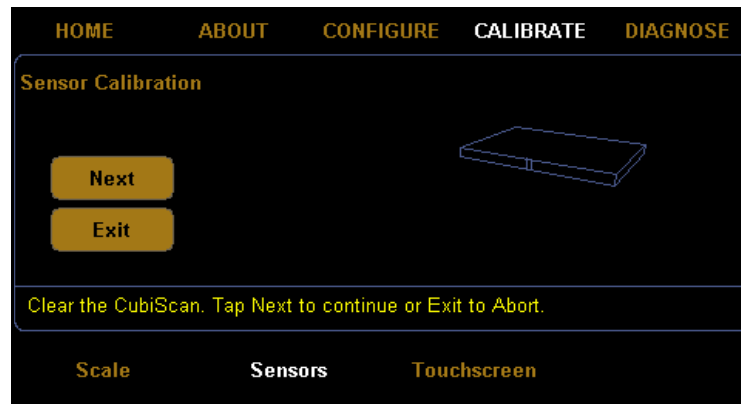 HOME ABOUT CONFIGURE CALIBRATE DIAGNOSE
Sensor Calibration
Next
Exit
Clear the CubiScan. Tap Next to continue or Exit to Abort.
Scale Sensors Touchscreen